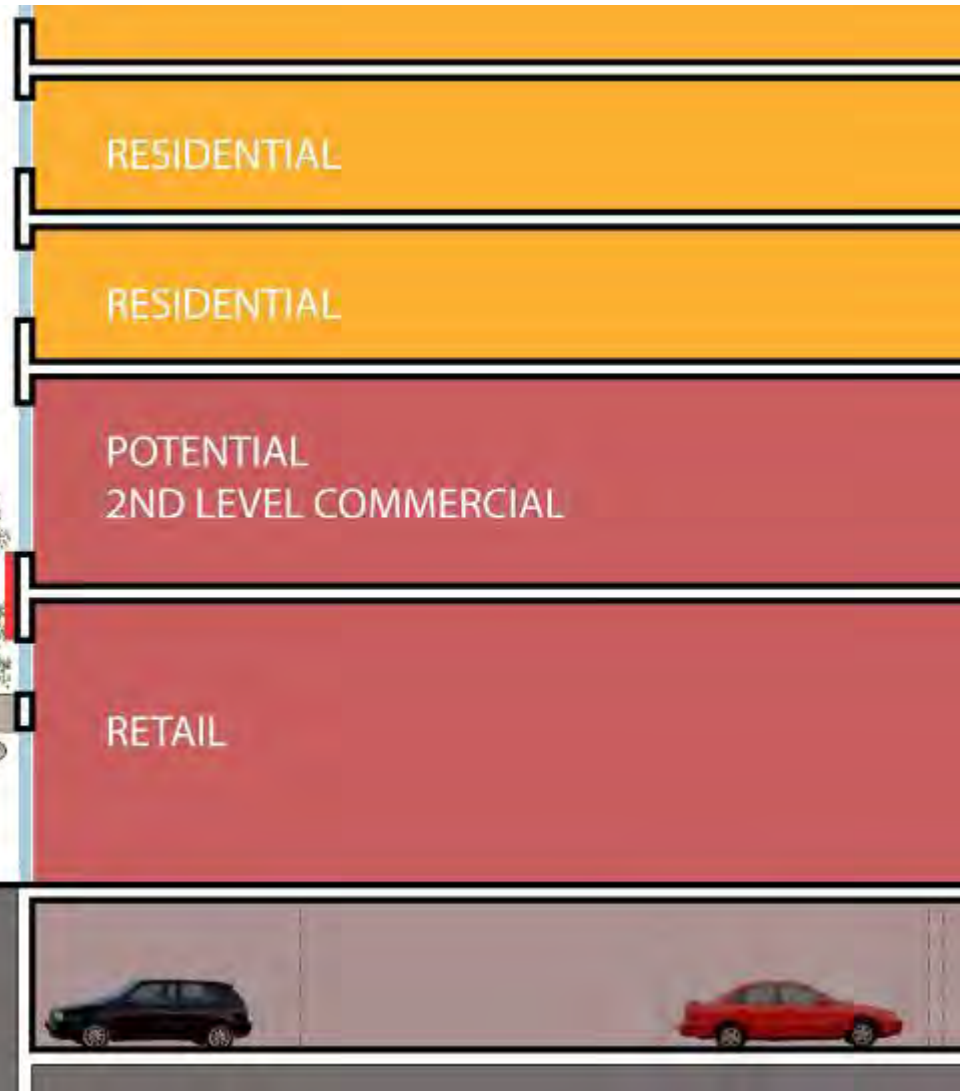 RESIDENTIAL
RESIDENTIAL
POTENTIAL
2ND LEVEL COMMERCIAL
RETAIL